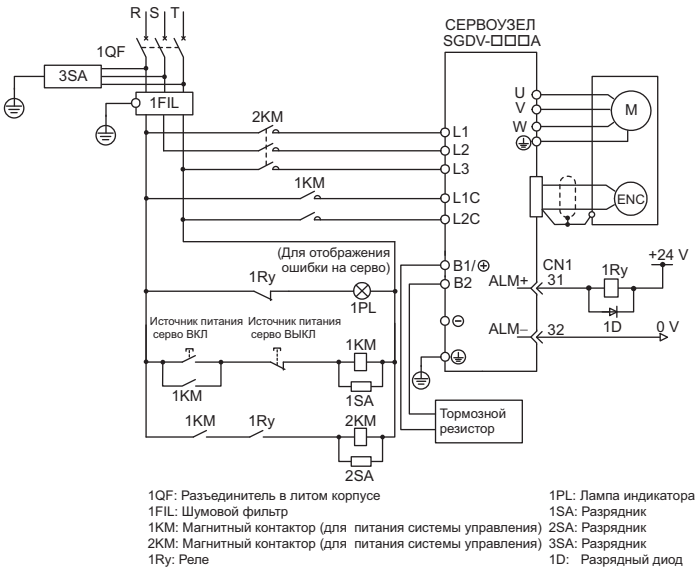 R S T
СЕРВОУЗЕЛ
SGDV-□□□A
1QF
3SA
1FIL
2KM
U
V
W
M
L1
L2
L3
1KM
L1C
L2C
ENC
(Для отображения
ошибки на серво)
1Ry
1PL
B1/⊕
B2
ALM+
CN1
31
1Ry
+24 V
1D
⊖
ALM−
32
0 V
Источник питания
серво ВКЛ
Источник питания
серво ВЫКЛ
1KM
1KM
1SA
1KM
1Ry
2KM
2SA
Тормозной
резистор
1QF: Разъединитель в литом корпусе
1FIL: Шумовой фильтр
1KM: Магнитный контактор (для питания системы управления)
2KM: Магнитный контактор (для питания системы управления)
1Ry: Реле
1PL: Лампа индикатора
1SA: Разрядник
2SA: Разрядник
3SA: Разрядник
1D: Разрядный диод